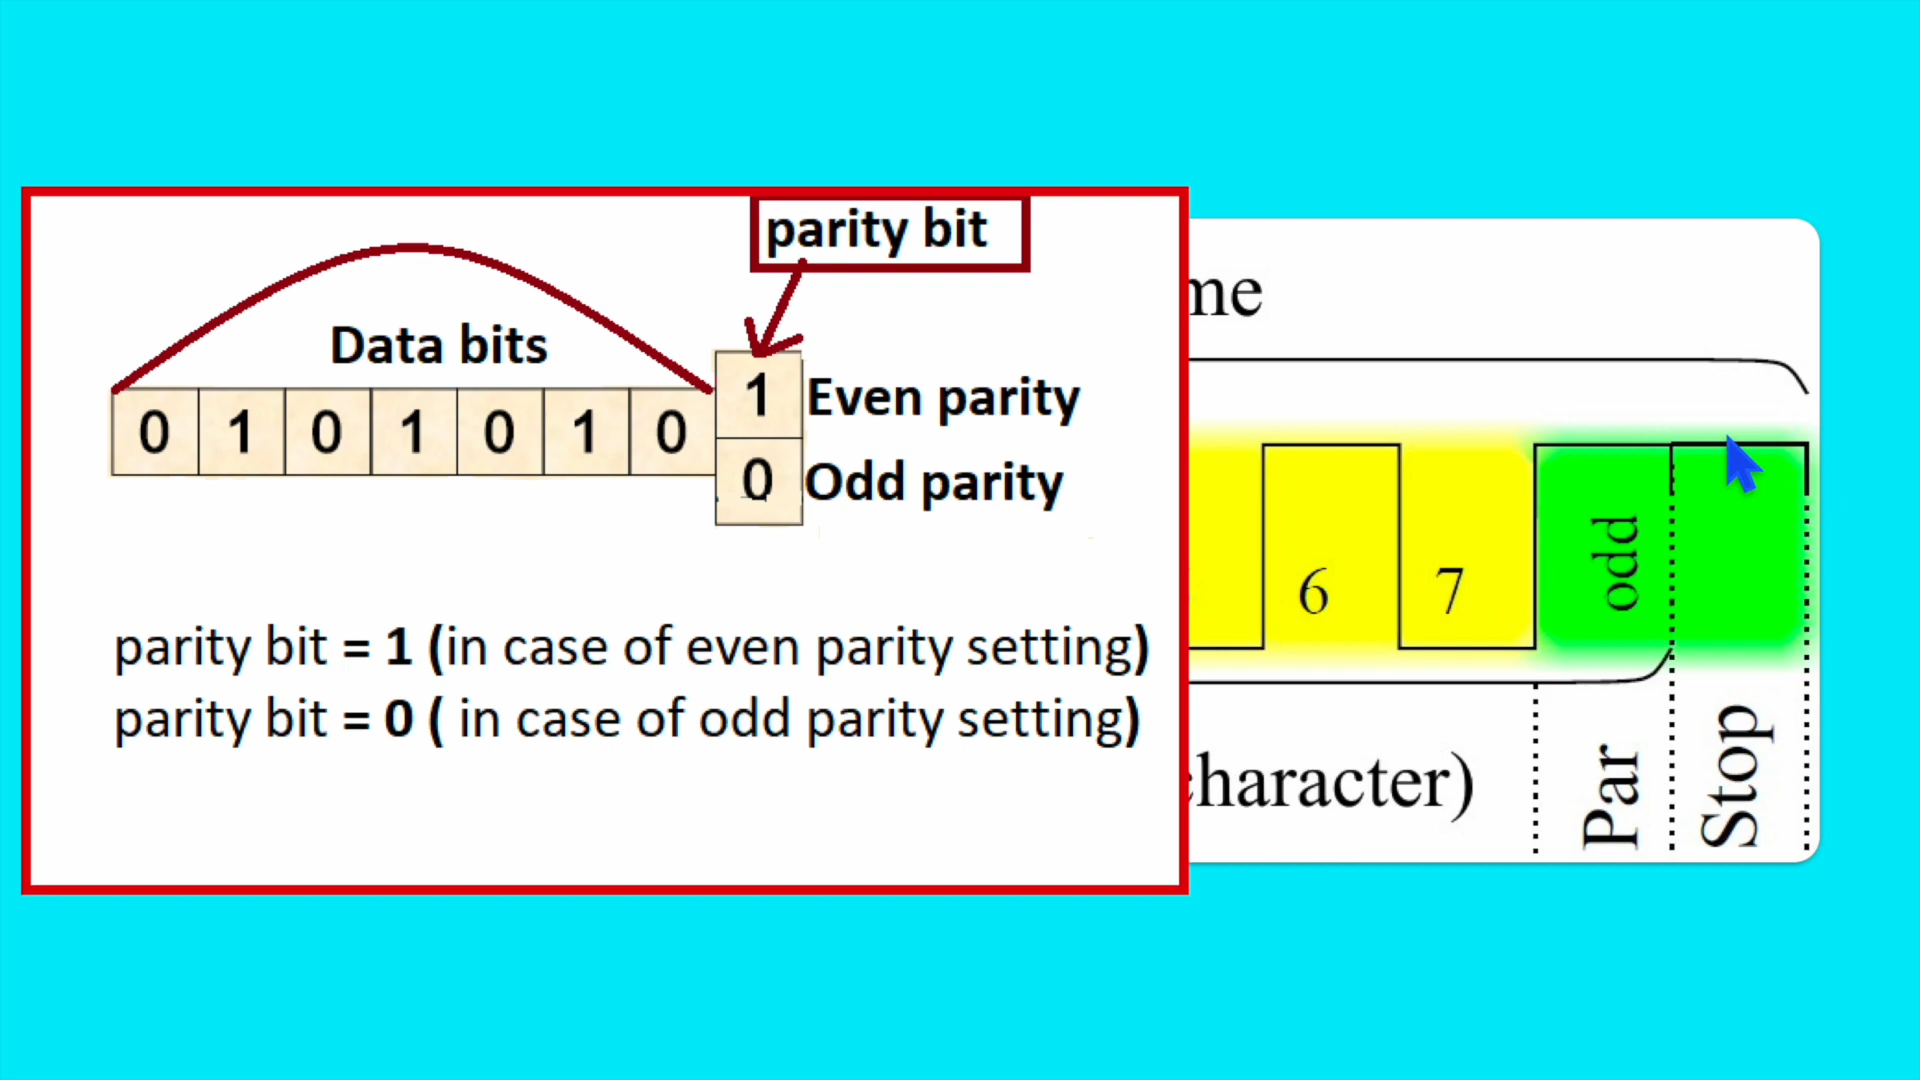 parity bit
Data bits
0 1 0 1 0 1 0
1 Even parity
0 Odd parity
parity bit = 1 (in case of even parity setting)
parity bit = 0 ( in case of odd parity setting)
me
6 7 odd
haracter)
Par
Stop